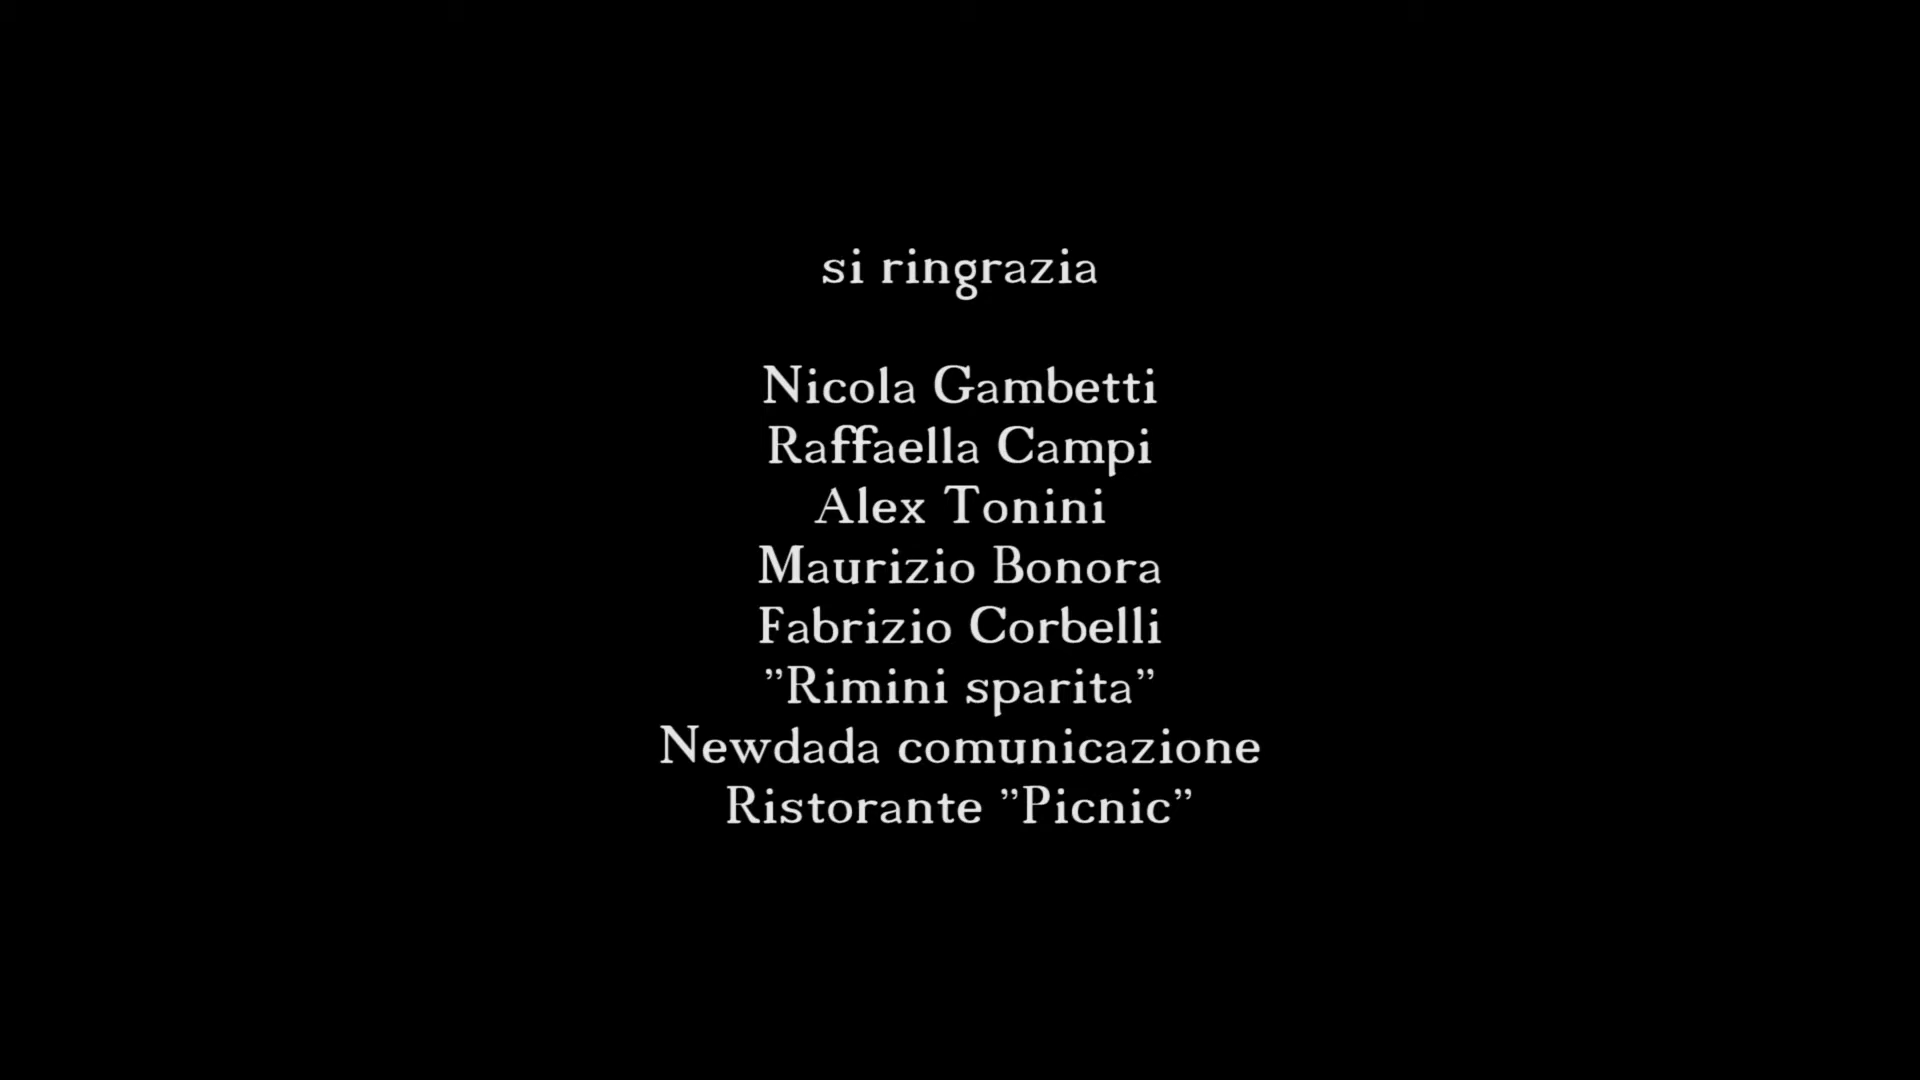 si ringrazia
Nicola Gambetti
Raffaella Campi
Alex Tonini
Maurizio Bonora
Fabrizio Corbelli
”Rimini sparita”
Newdada comunicazione
Ristorante ”Picnic”